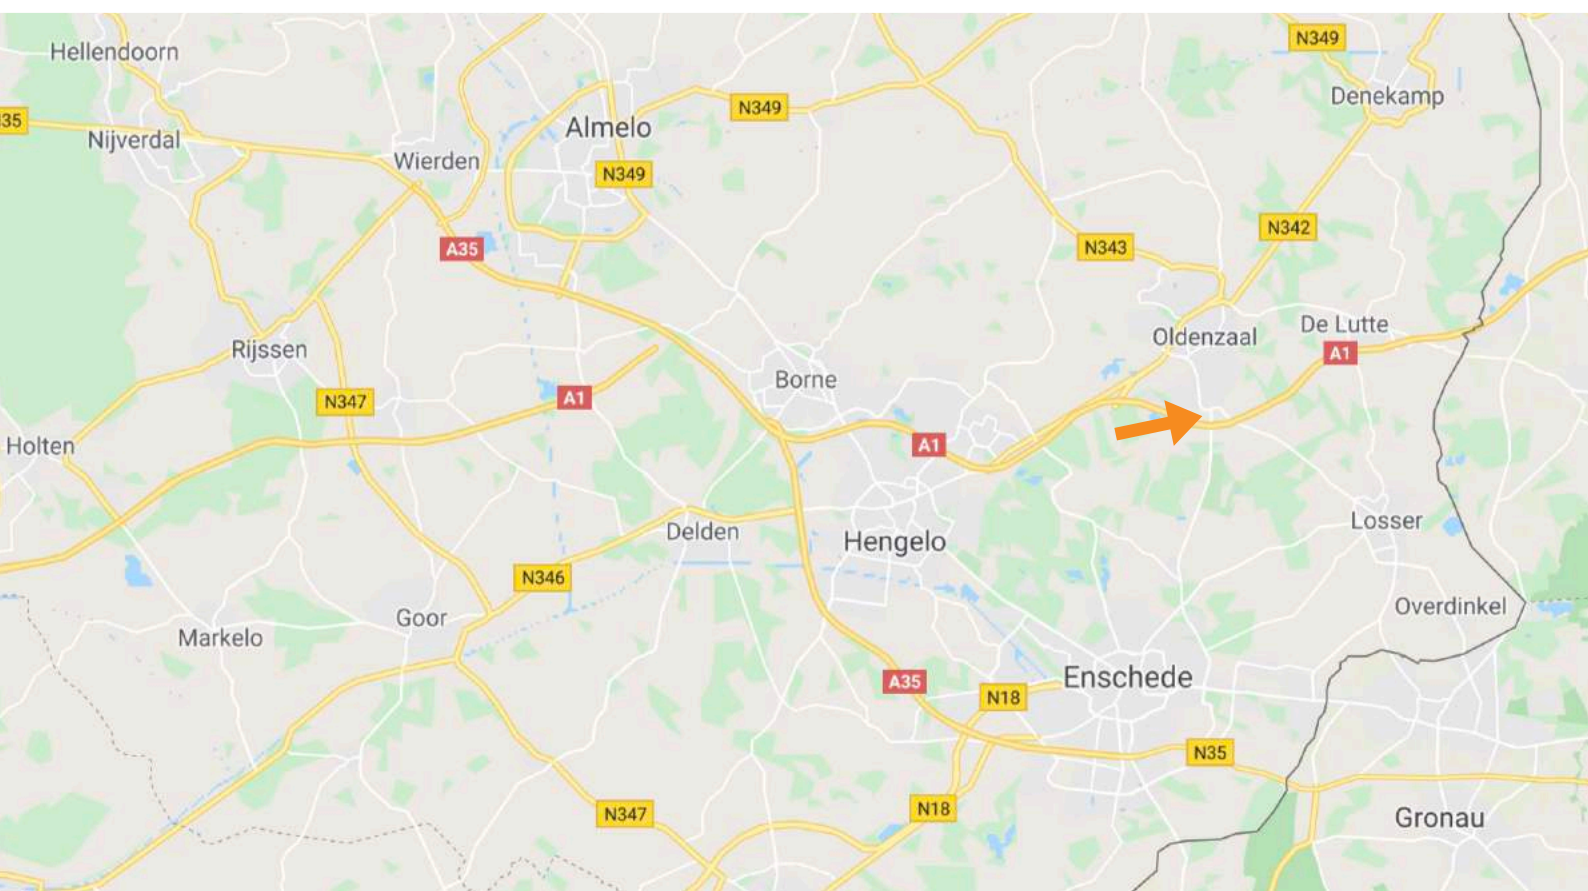 N349
Hellendoorn
Denekamp
N349
35
Almelo
Nijverdal
Wierden
N349
N342
A35
N343
De Lutte
Oldenzaal
Rijssen
A1
Borne
A1
N347
Holten
A1
Losser
Delden
Hengelo
N346
Overdinkel
Goor
Markelo
Enschede
A35
N18
N35
N18
N347
Gronau